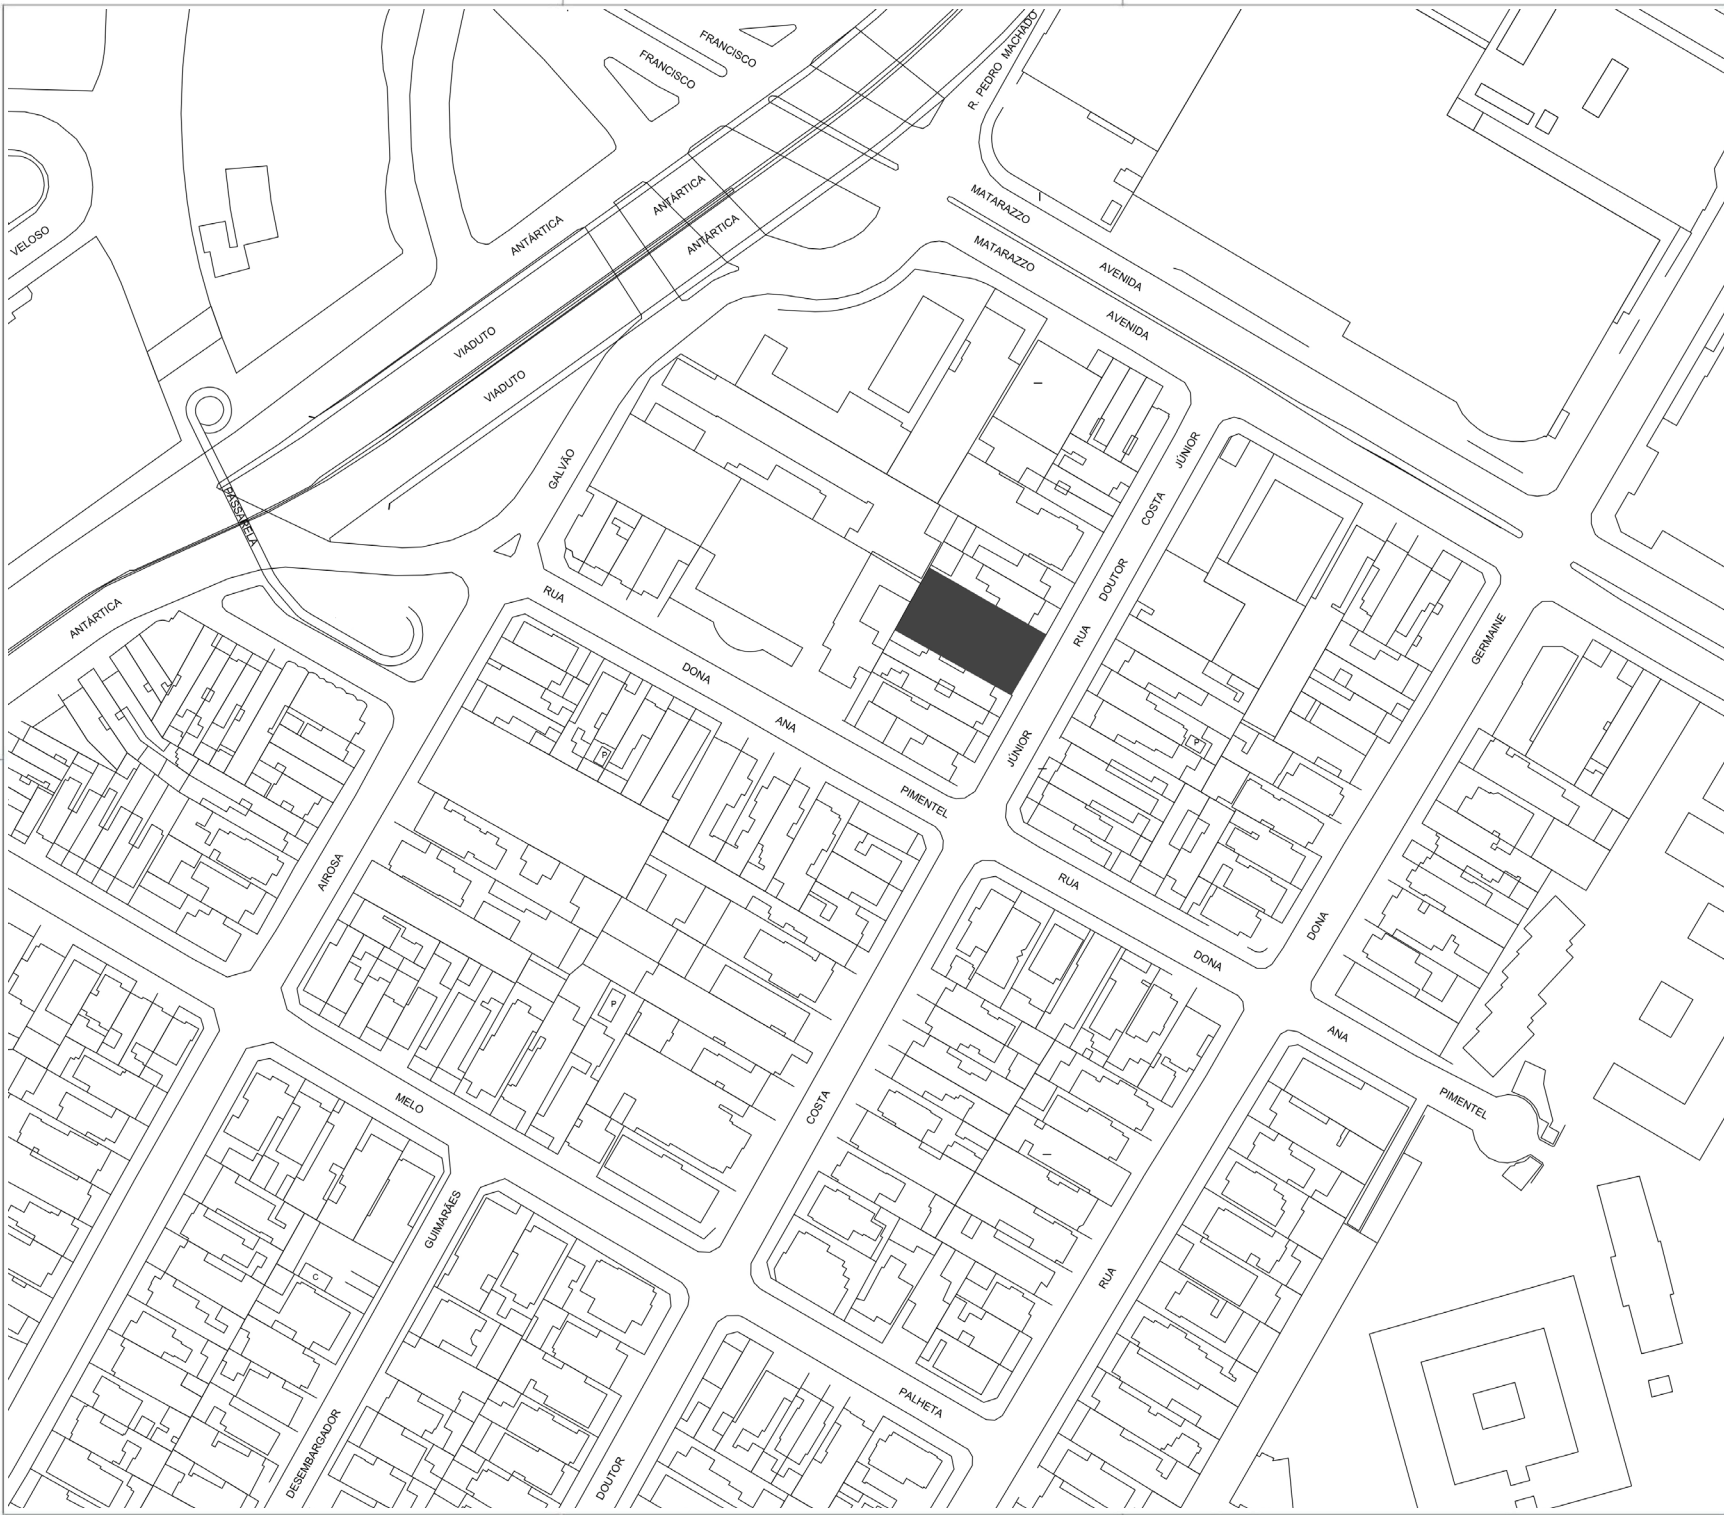 FRANCISCO
FRANCISCO
R. PEDRO MACHADO
ANTÁRTICA
MATARAZZO
ANTÁRTICA
ANTÁRTICA
VELOSO
MATARAZZO
AVENIDA
AVENIDA
VIADUTO
VIADUTO
JÚNIOR
GALVÃO
COSTA
PASSARELA
DOUTOR
RUA
ANTÁRTICA
RUA
GERMAINE
DONA
ANA
JÚNIOR
P
P
PIMENTEL
AIROSA
RUA
DONA
DONA
P
ANA
MELO
COSTA
PIMENTEL
GUIMARÃES
C
RUA
PALHETA
DESEMBARGADOR
DOUTOR